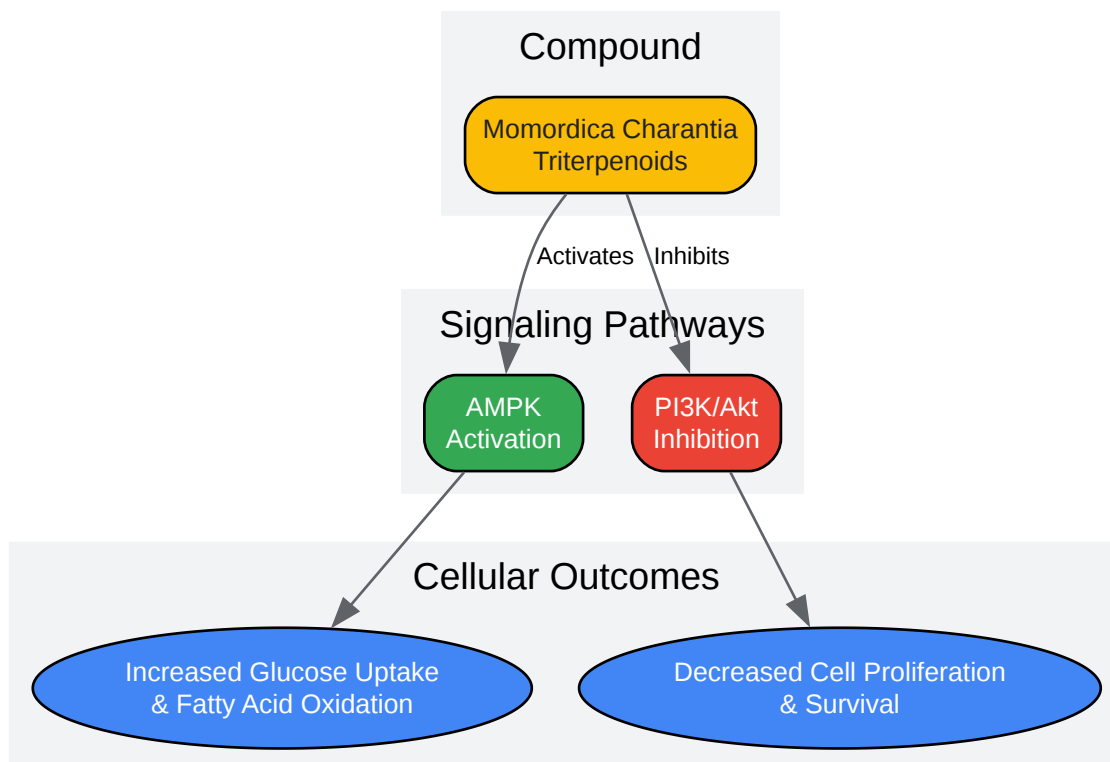 Compound
Momordica Charantia
Triterpenoids
Activates
Inhibits
Signaling Pathways
AMPK
Activation
PI3K/Akt
Inhibition
Cellular Outcomes
Increased Glucose Uptake
& Fatty Acid Oxidation
Decreased Cell Proliferation
& Survival